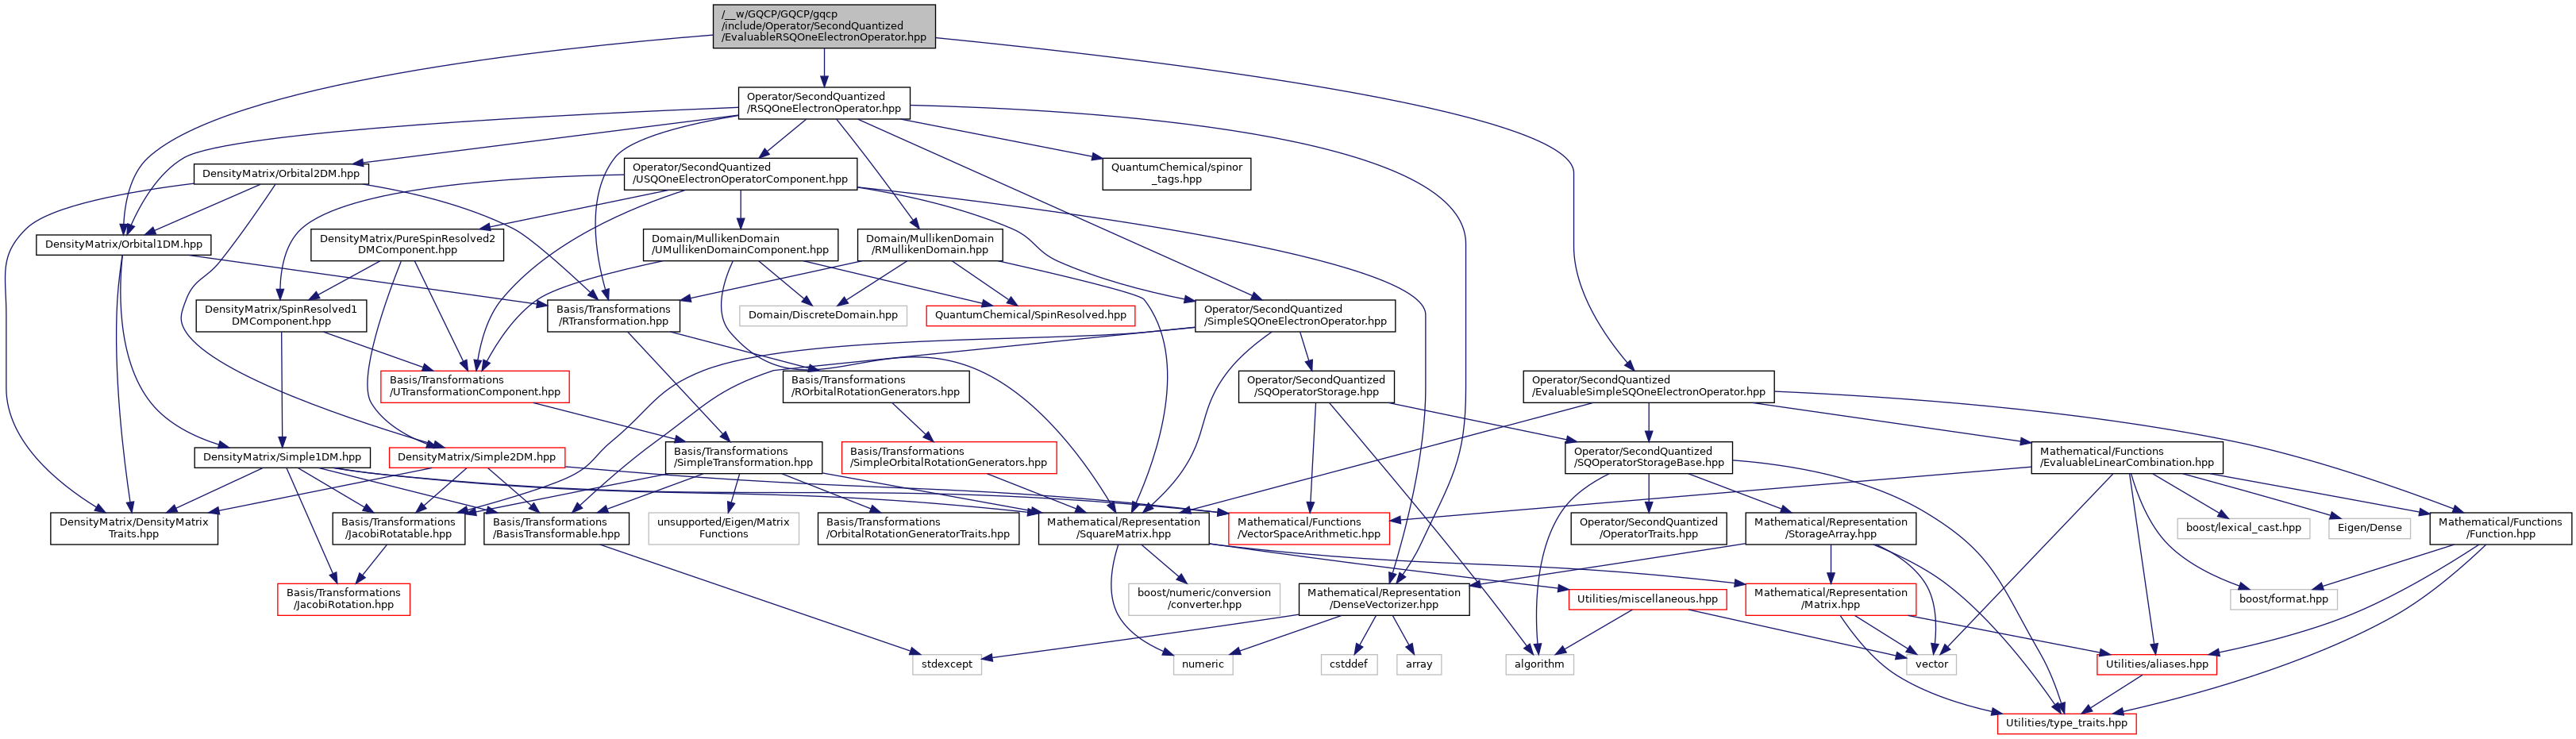 /__w/GQCP/GQCP/gqcp
/include/Operator/SecondQuantized
/EvaluableRSQOneElectronOperator.hpp
Operator/SecondQuantized
/RSQOneElectronOperator.hpp
DensityMatrix/Orbital2DM.hpp
Operator/SecondQuantized
/USQOneElectronOperatorComponent.hpp
QuantumChemical/spinor
_tags.hpp
DensityMatrix/Orbital1DM.hpp
DensityMatrix/PureSpinResolved2
DMComponent.hpp
Domain/MullikenDomain
/UMullikenDomainComponent.hpp
Domain/MullikenDomain
/RMullikenDomain.hpp
DensityMatrix/SpinResolved1
DMComponent.hpp
Basis/Transformations
/RTransformation.hpp
Domain/DiscreteDomain.hpp
QuantumChemical/SpinResolved.hpp
Operator/SecondQuantized
/SimpleSQOneElectronOperator.hpp
Basis/Transformations
/UTransformationComponent.hpp
Basis/Transformations
/ROrbitalRotationGenerators.hpp
Operator/SecondQuantized
/SQOperatorStorage.hpp
Operator/SecondQuantized
/EvaluableSimpleSQOneElectronOperator.hpp
DensityMatrix/Simple1DM.hpp
DensityMatrix/Simple2DM.hpp
Basis/Transformations
/SimpleTransformation.hpp
Basis/Transformations
/SimpleOrbitalRotationGenerators.hpp
Operator/SecondQuantized
/SQOperatorStorageBase.hpp
Mathematical/Functions
/EvaluableLinearCombination.hpp
DensityMatrix/DensityMatrix
Traits.hpp
Basis/Transformations
/JacobiRotatable.hpp
Basis/Transformations
/BasisTransformable.hpp
unsupported/Eigen/Matrix
Functions
Basis/Transformations
/OrbitalRotationGeneratorTraits.hpp
Mathematical/Representation
/SquareMatrix.hpp
Mathematical/Functions
/VectorSpaceArithmetic.hpp
Operator/SecondQuantized
/OperatorTraits.hpp
Mathematical/Representation
/StorageArray.hpp
boost/lexical_cast.hpp
Eigen/Dense
Mathematical/Functions
/Function.hpp
Basis/Transformations
/JacobiRotation.hpp
boost/numeric/conversion
/converter.hpp
Mathematical/Representation
/DenseVectorizer.hpp
Utilities/miscellaneous.hpp
Mathematical/Representation
/Matrix.hpp
boost/format.hpp
stdexcept
numeric
cstddef
array
algorithm
vector
Utilities/aliases.hpp
Utilities/type_traits.hpp